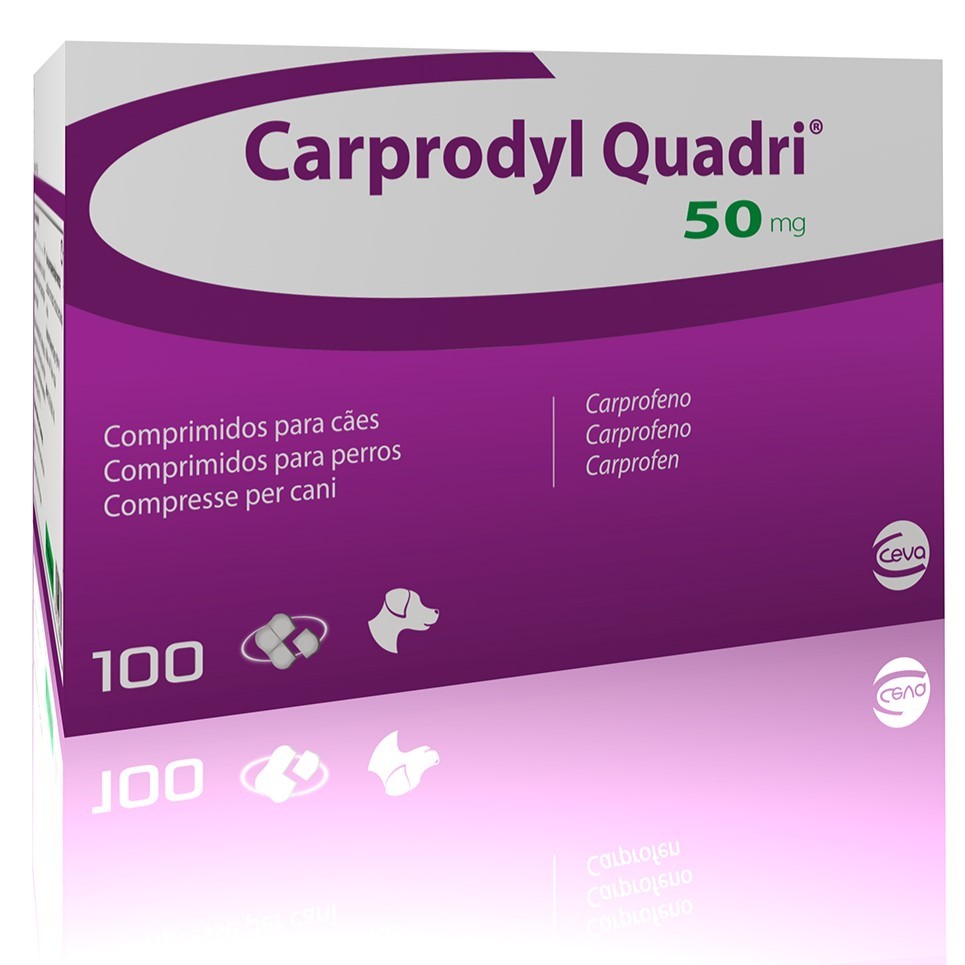 Carprodyl Quadri®
50 mg
Comprimidos para cães
Comprimidos para perros
Compresse per cani
Carprofeno
Carprofeno
Carprofen
Ceva
100